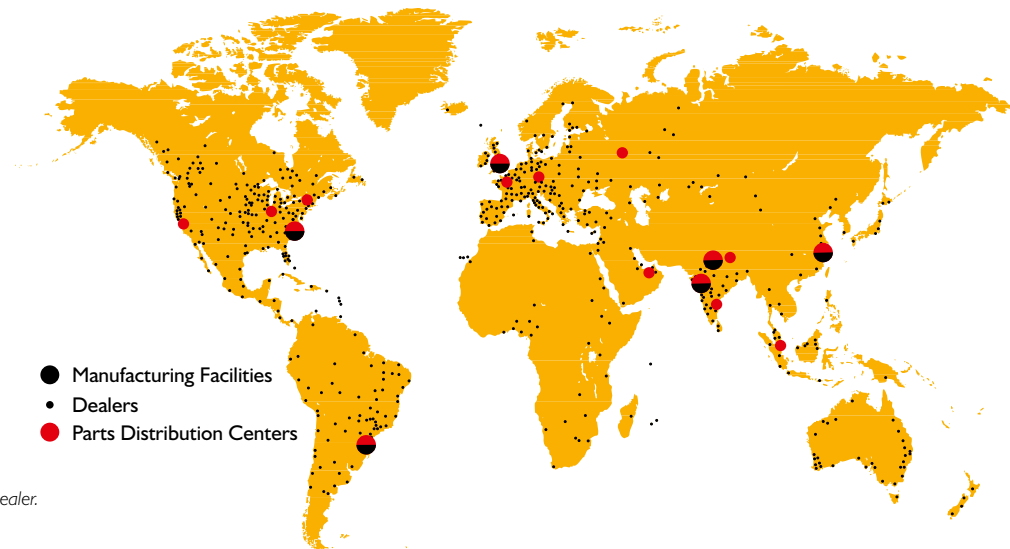 Manufacturing Facilities
Dealers
Parts Distribution Centers
ealer.